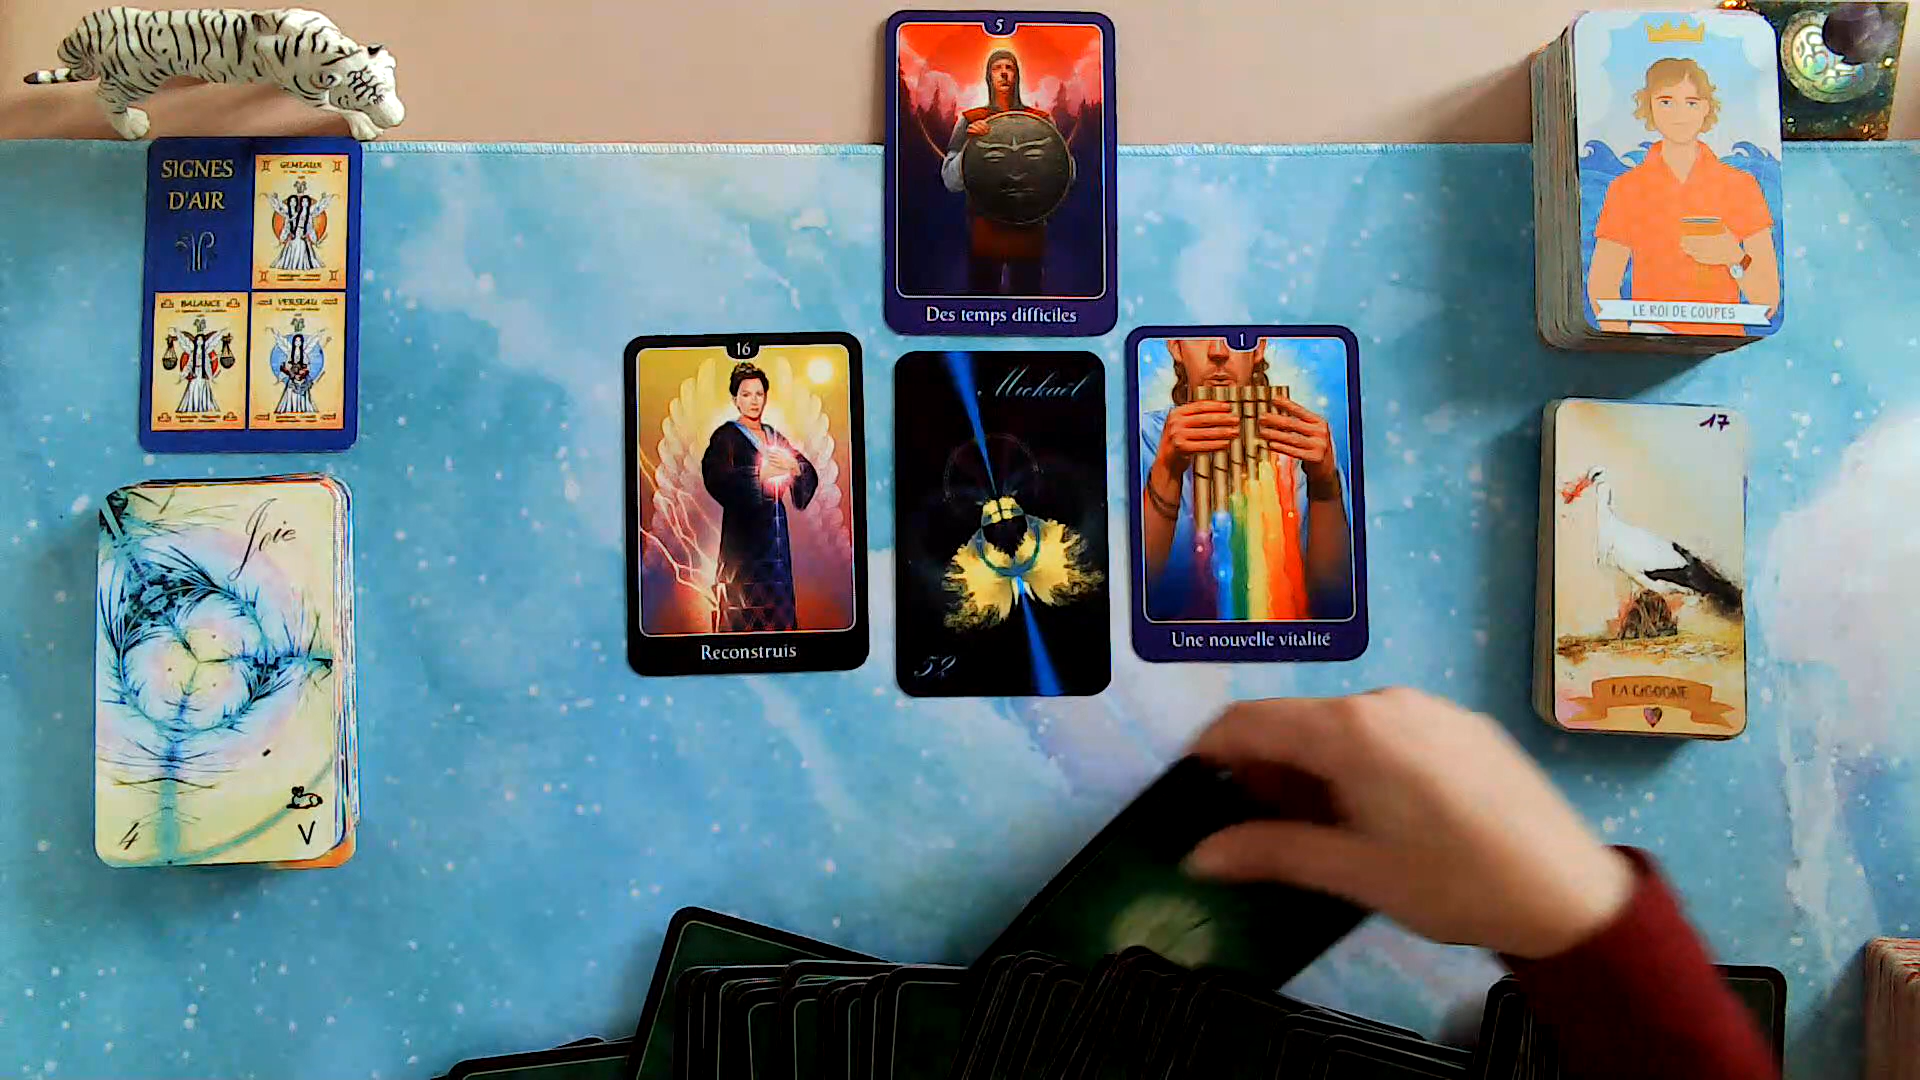 SIGNES
D'AIR
GEMEAUX
BALANCE
VERSEAU
Joie
4
V
5
Des temps difficiles
16
Reconstruis
Mickaël
52
1
Une nouvelle vitalité
LE ROI DE COUPES
17
LA CIGOGNE